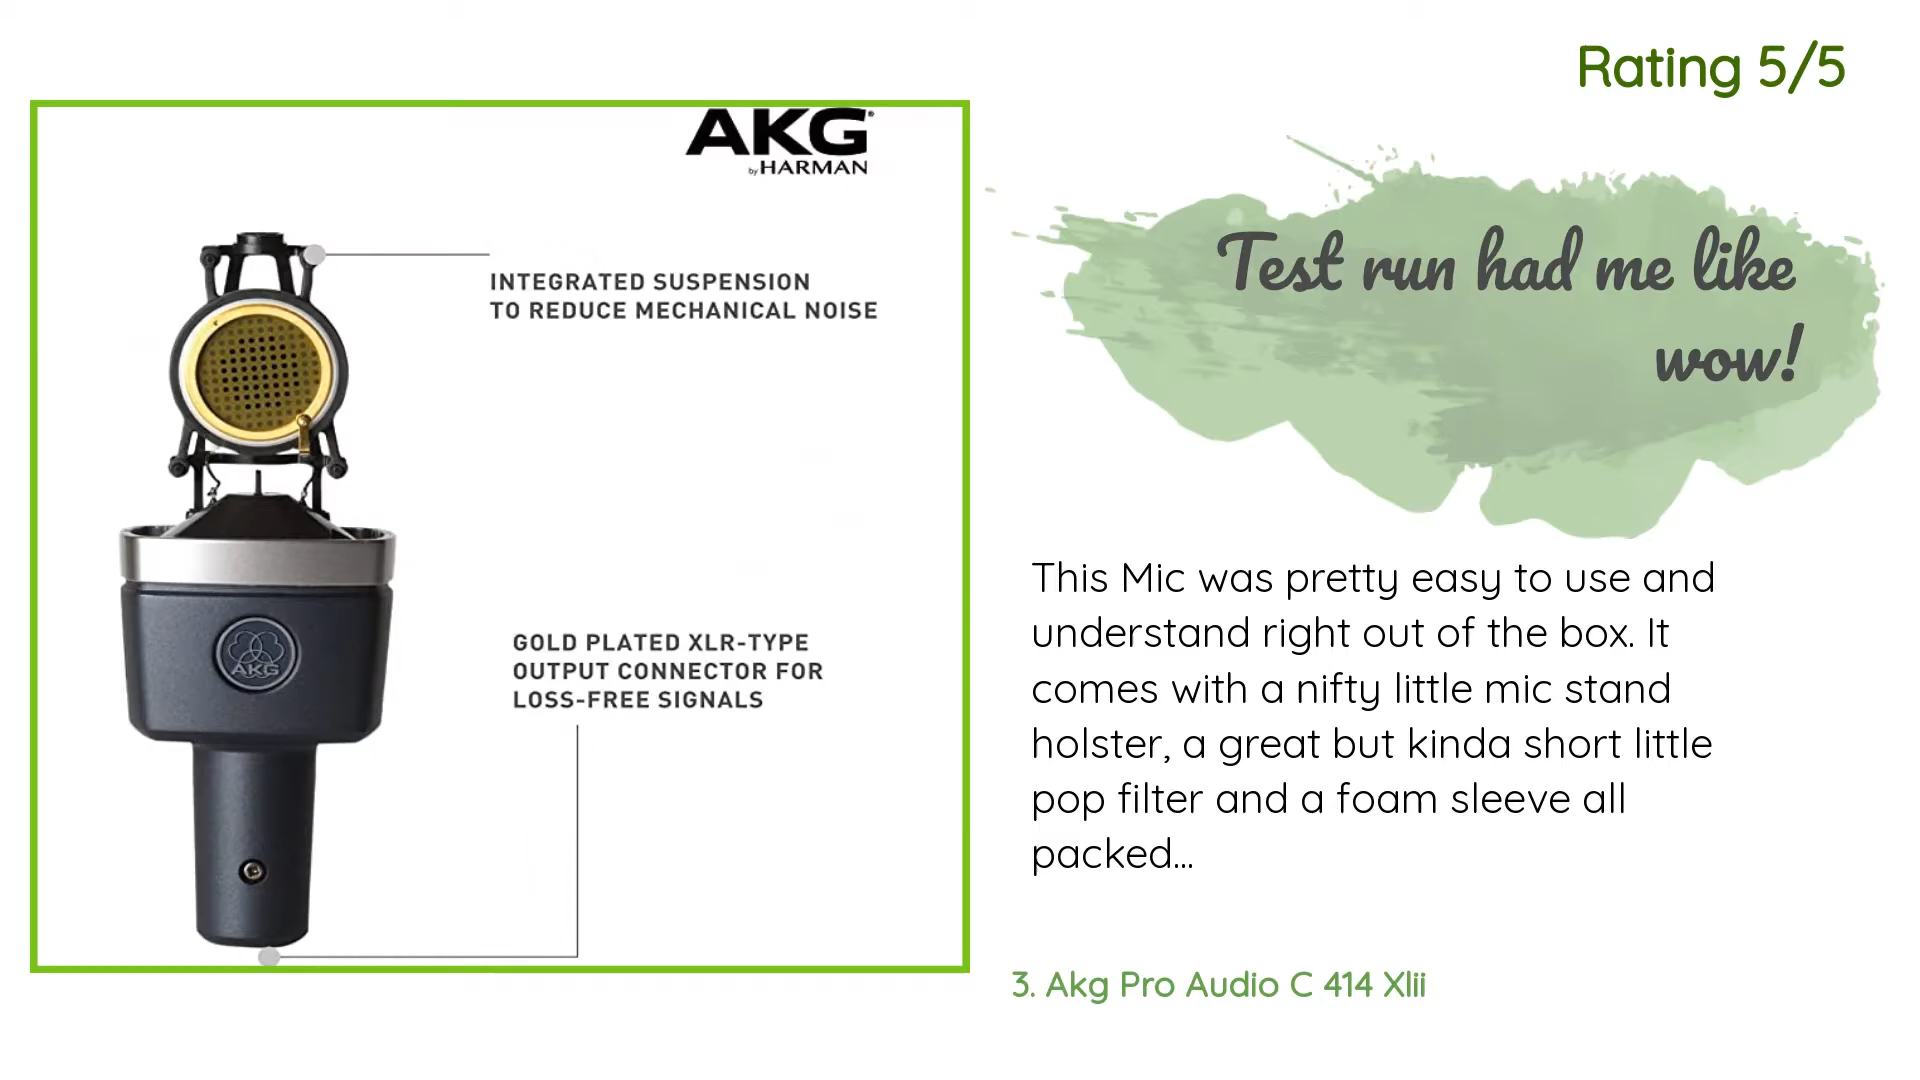 Rating 5/5
AKG®
by HARMAN
INTEGRATED SUSPENSION
TO REDUCE MECHANICAL NOISE
GOLD PLATED XLR-TYPE
OUTPUT CONNECTOR FOR
LOSS-FREE SIGNALS
AKG
Test run had me like
wow!
This Mic was pretty easy to use and
understand right out of the box. It
comes with a nifty little mic stand
holster, a great but kinda short little
pop filter and a foam sleeve all
packed...
3. Akg Pro Audio C 414 Xlii